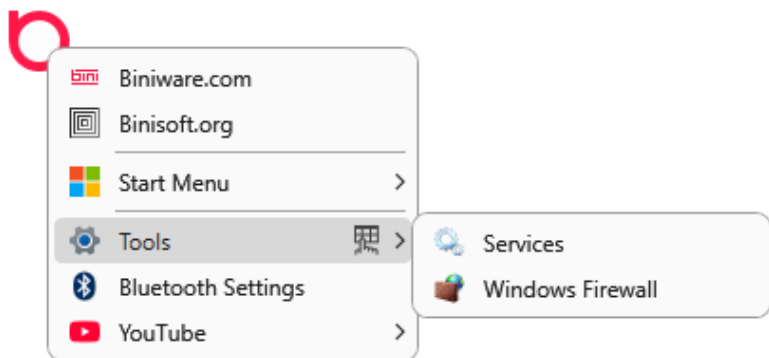 bini
Biniware.com
Binisoft.org
Start Menu
Tools
Services
Windows Firewall
Bluetooth Settings
YouTube